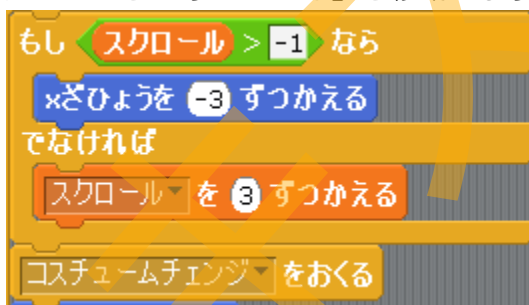 もし スクロール > -1 なら
xざひょうを -3 ずつかえる
でなければ
スクロール を 3 ずつかえる
コスチュームチェンジ をおくる